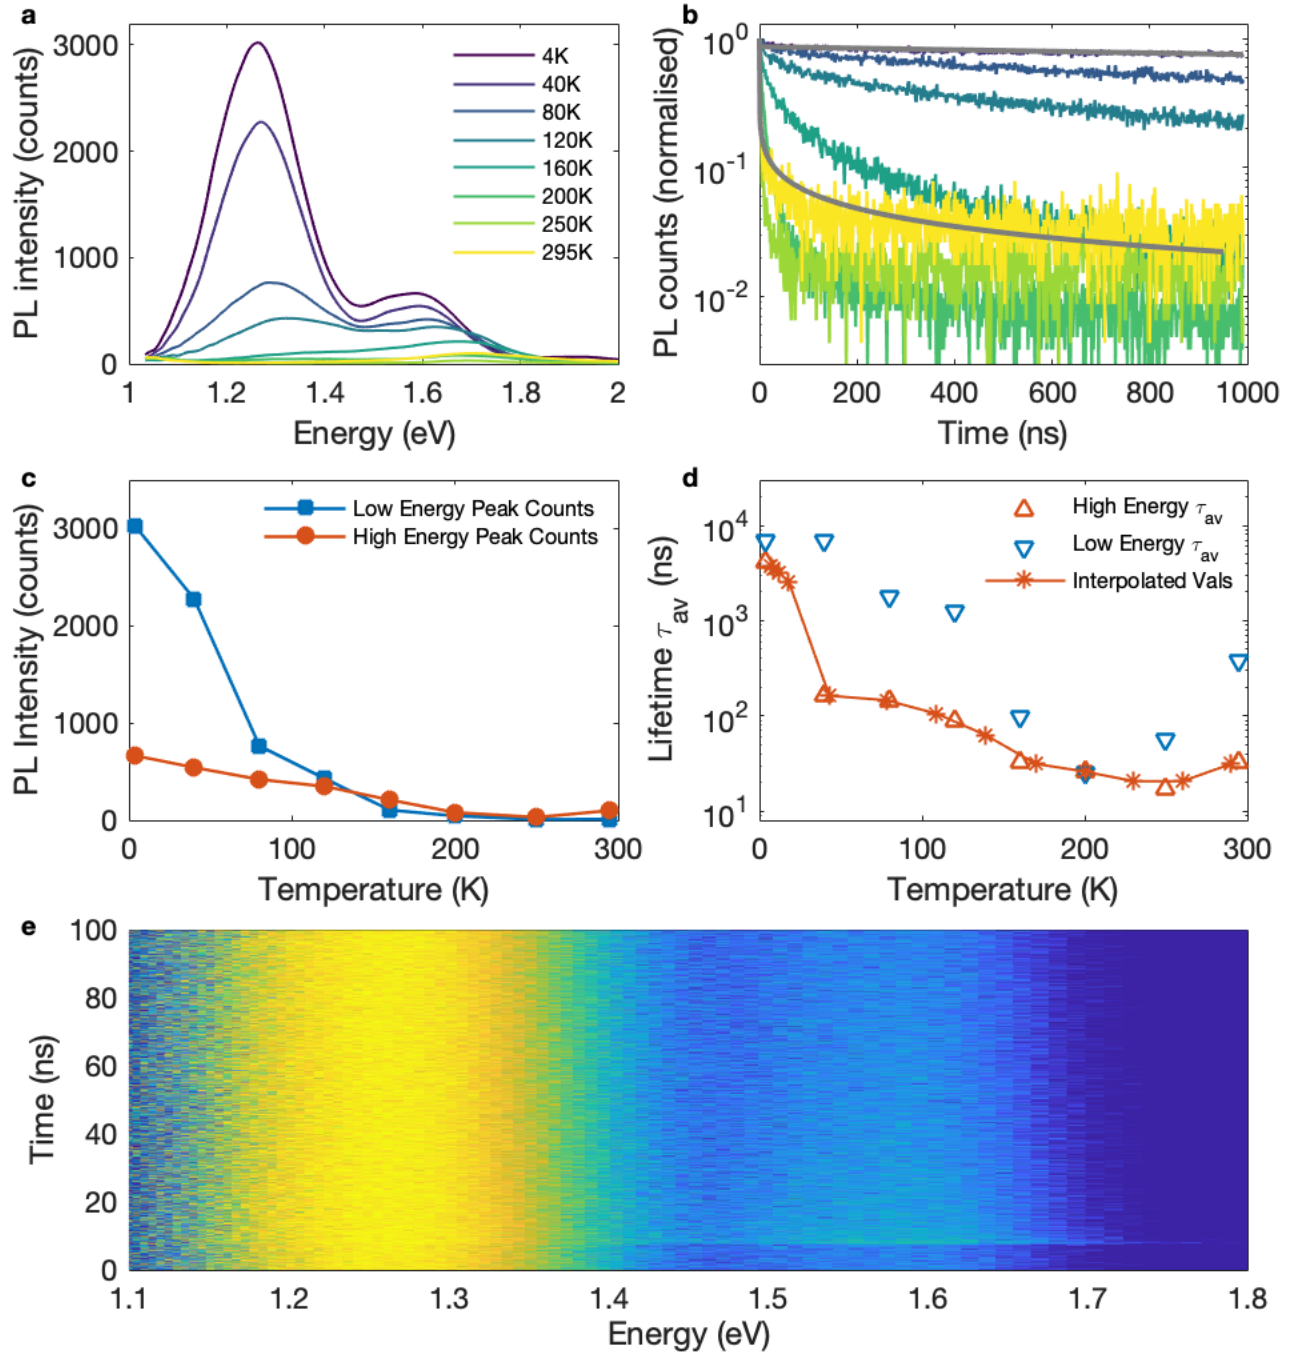 a
PL intensity (counts)
3000
2000
1000
0
1
1.2
1.4
1.6
1.8
2
Energy (eV)
4K
40K
80K
120K
160K
200K
250K
295K
b
PL counts (normalised)
10^0
10^-1
10^-2
0
200
400
600
800
1000
Time (ns)
c
PL Intensity (counts)
3000
2000
1000
0
0
100
200
300
Temperature (K)
Low Energy Peak Counts
High Energy Peak Counts
d
Lifetime τ_av (ns)
10^4
10^3
10^2
10^1
0
100
200
300
Temperature (K)
High Energy τ_av
Low Energy τ_av
Interpolated Vals
e
Time (ns)
100
80
60
40
20
0
1.1
1.2
1.3
1.4
1.5
1.6
1.7
1.8
Energy (eV)